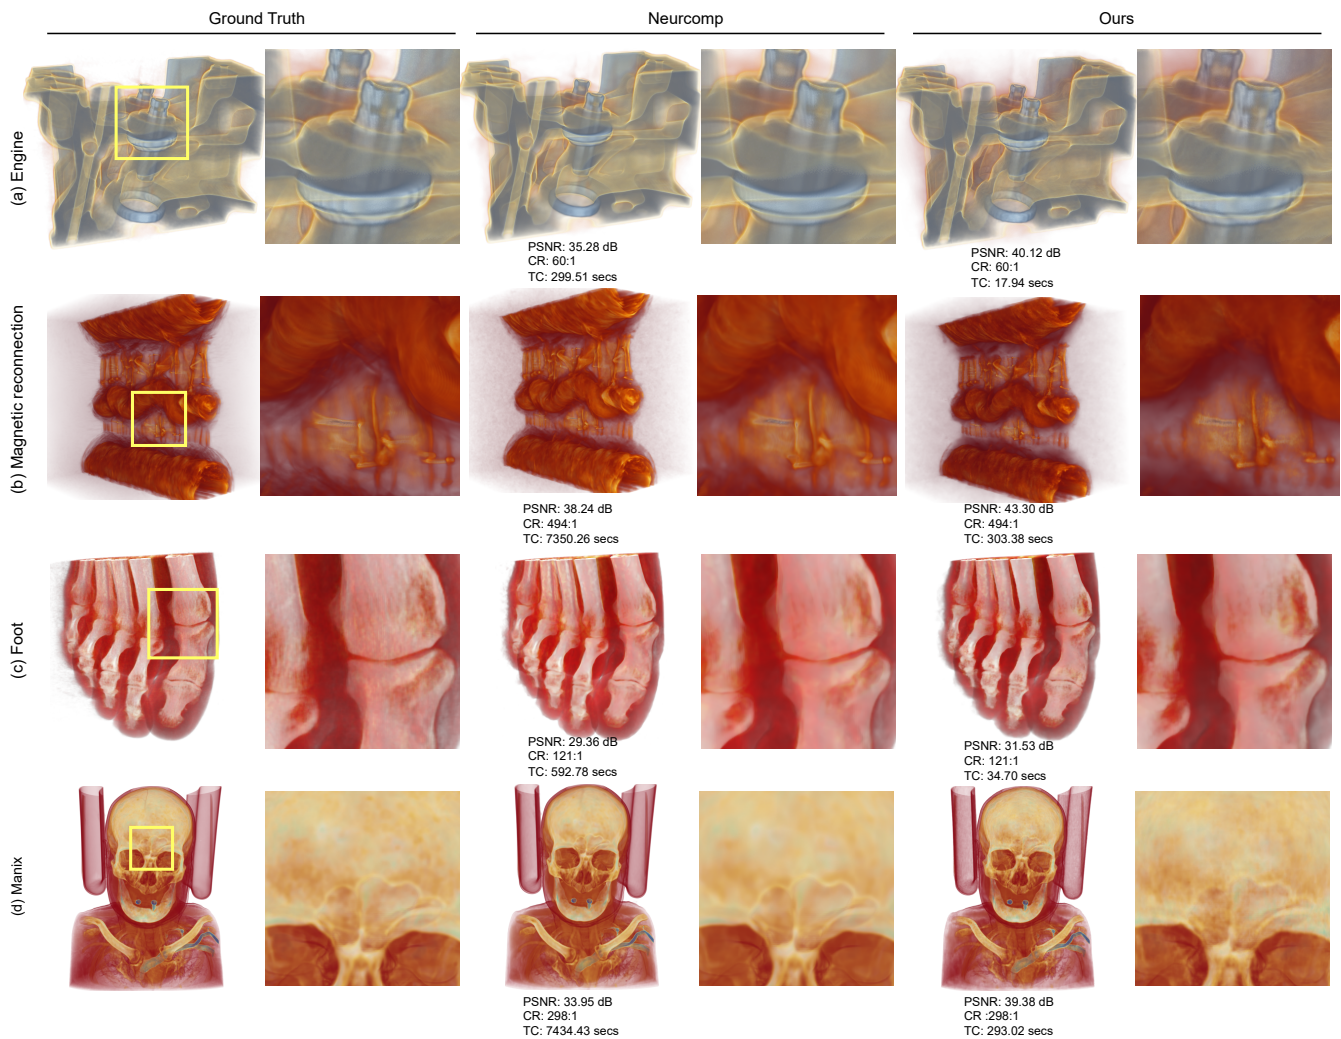 Ground Truth
Neurcomp
Ours
(a) Engine
PSNR: 35.28 dB
CR: 60:1
TC: 299.51 secs
PSNR: 40.12 dB
CR: 60:1
TC: 17.94 secs
(b) Magnetic reconnection
PSNR: 38.24 dB
CR: 494:1
TC: 7350.26 secs
PSNR: 43.30 dB
CR: 494:1
TC: 303.38 secs
(c) Foot
PSNR: 29.36 dB
CR: 121:1
TC: 592.78 secs
PSNR: 31.53 dB
CR: 121:1
TC: 34.70 secs
(d) Manix
PSNR: 33.95 dB
CR: 298:1
TC: 7434.43 secs
PSNR: 39.38 dB
CR :298:1
TC: 293.02 secs